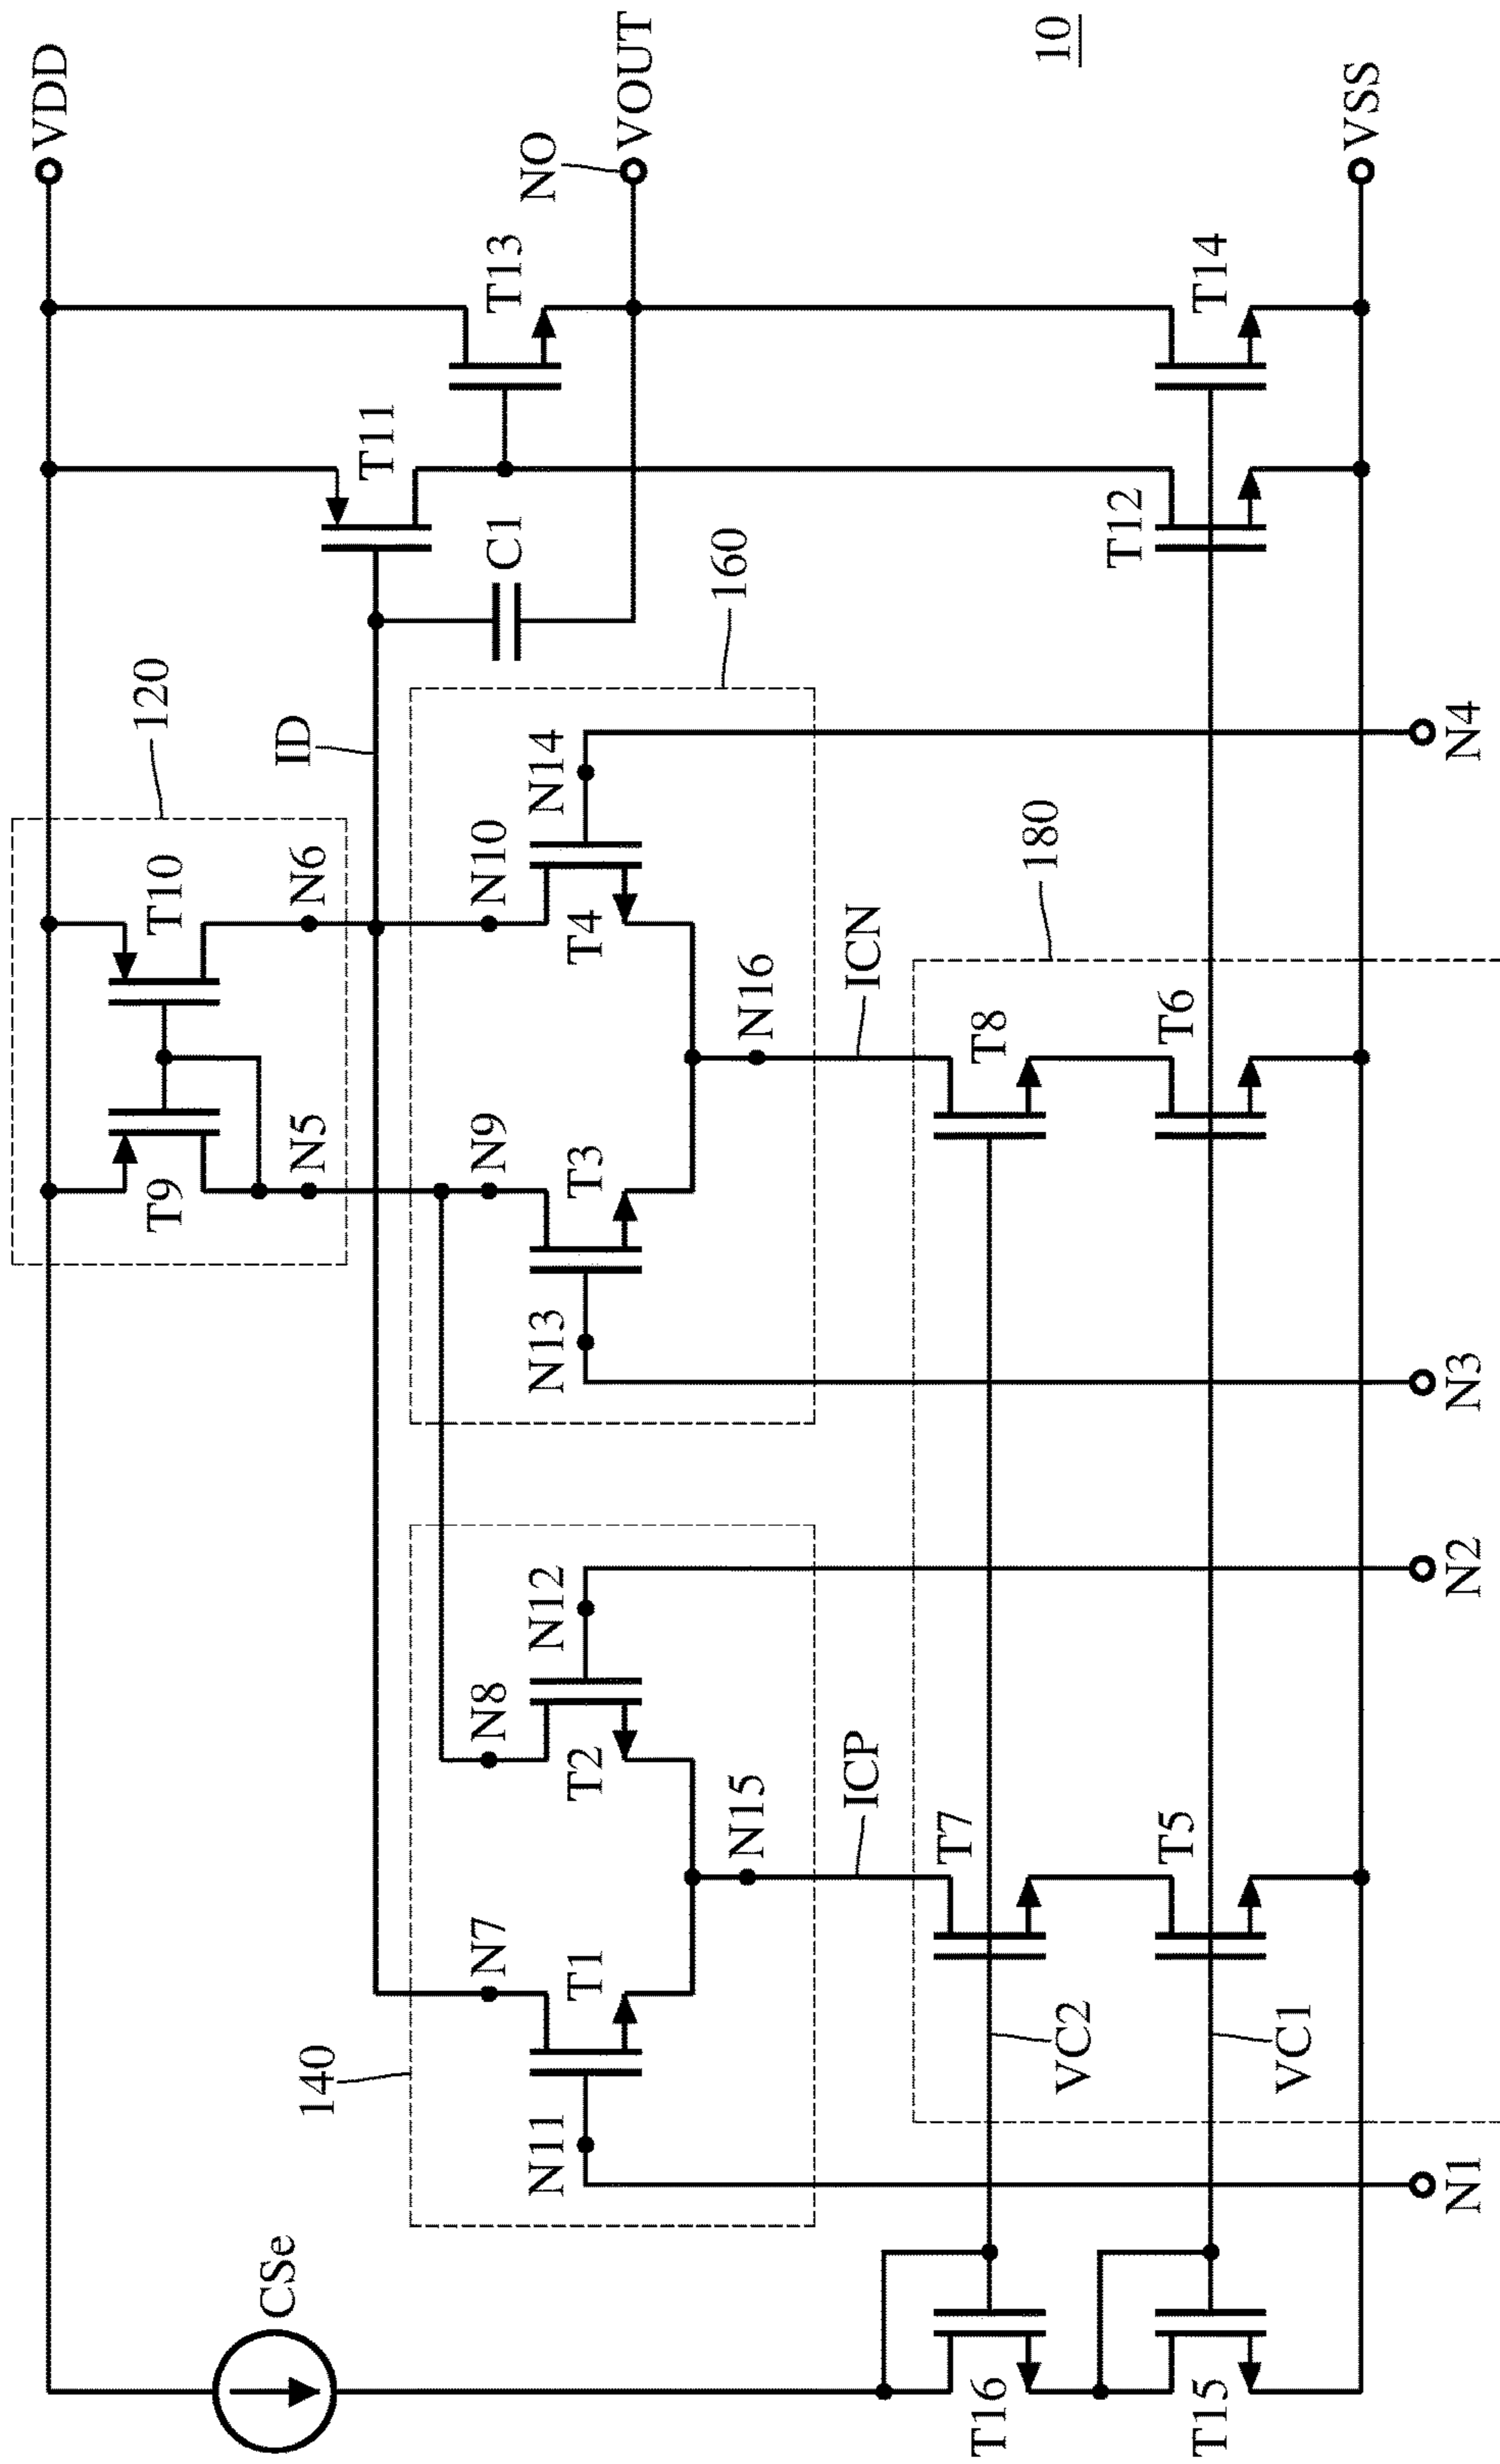 VDD
120
T9
T10
CSe
N5
N6
ID
T11
140
N7
N8
N9
N10
T13
NO
C1
N11
T1
T2
N12
N13
T3
T4
N14
VOUT
160
N15
N16
ICP
ICN
T16
T7
T8
180
10
VC2
T15
T5
T6
T12
T14
VC1
VSS
N1
N2
N3
N4